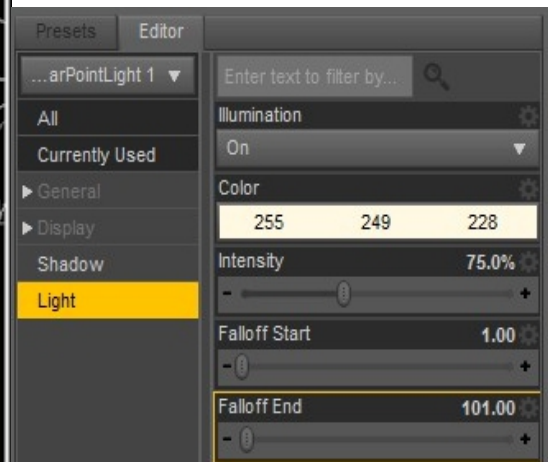 Presets Editor
...arPointLight 1
All
Currently Used
General
Display
Shadow
Light
Enter text to filter by...
Illumination
On
Color
255 249 228
Intensity 75.0%
- +
Falloff Start 1.00
- +
Falloff End 101.00
- +